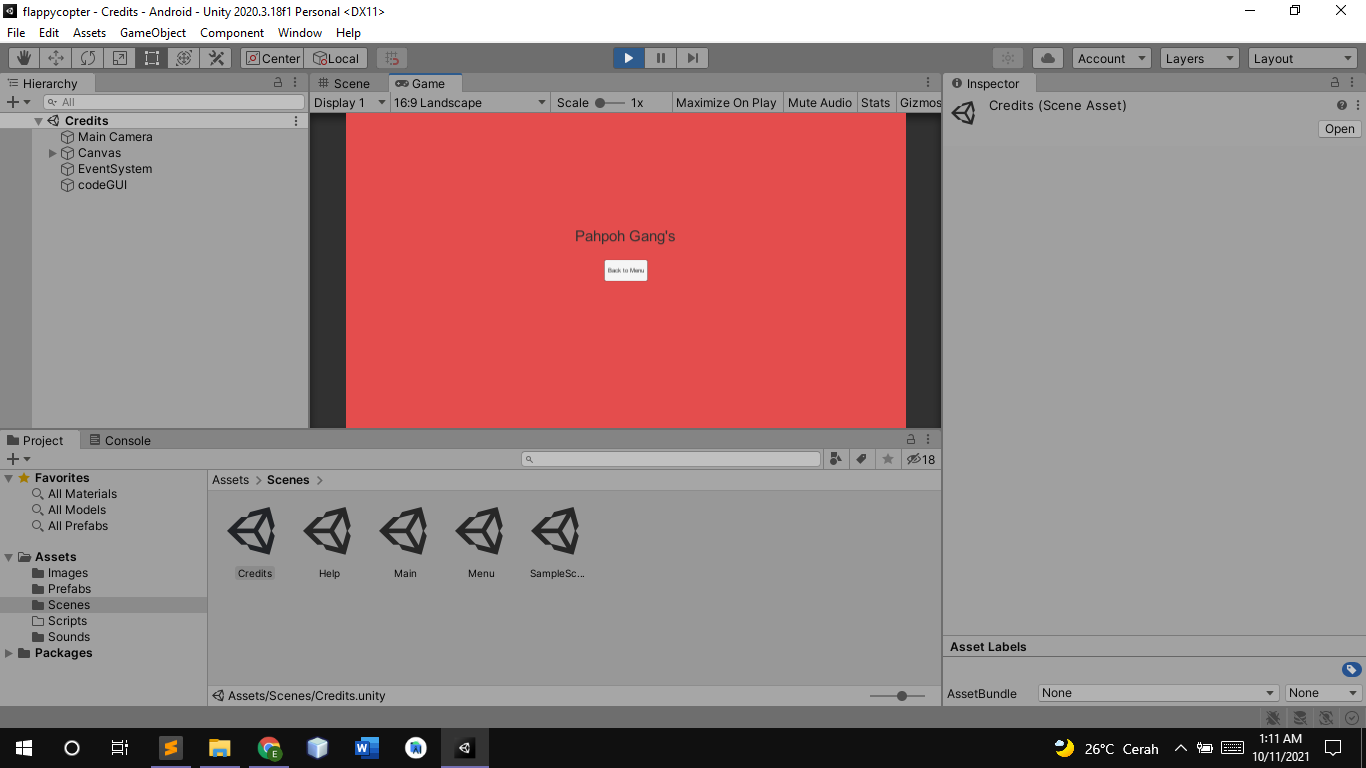 flappycopter - Credits - Android - Unity 2020.3.18f1 Personal <DX11>
File Edit Assets GameObject Component Window Help
Center Local Account Layers Layout
Hierarchy
All
Credits
Main Camera
Canvas
EventSystem
codeGUI
Scene Game
Display 1 16:9 Landscape Scale 1x Maximize On Play Mute Audio Stats Gizmos
Pahpoh Gang's
Back to Menu
Inspector
Credits (Scene Asset)
Open
Project Console
18
Favorites
All Materials
All Models
All Prefabs
Assets
Images
Prefabs
Scenes
Scripts
Sounds
Packages
Assets > Scenes >
Credits Help Main Menu SampleSc...
Assets/Scenes/Credits.unity
Asset Labels
AssetBundle None None
E
W
26°C Cerah
1:11 AM
10/11/2021